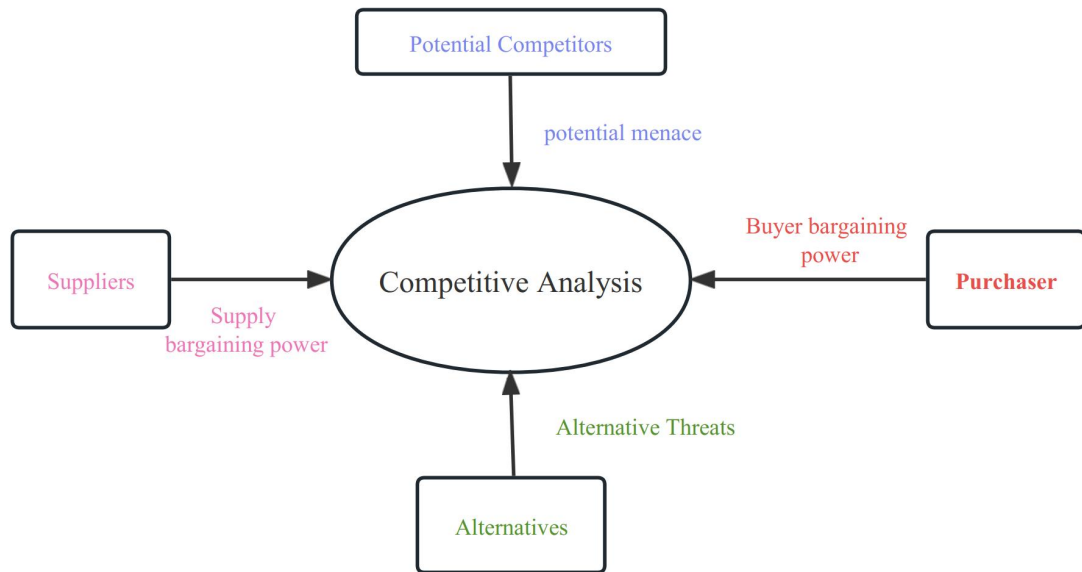 Potential Competitors
potential menace
Buyer bargaining
power
Suppliers
Competitive Analysis
Purchaser
Supply
bargaining power
Alternative Threats
Alternatives